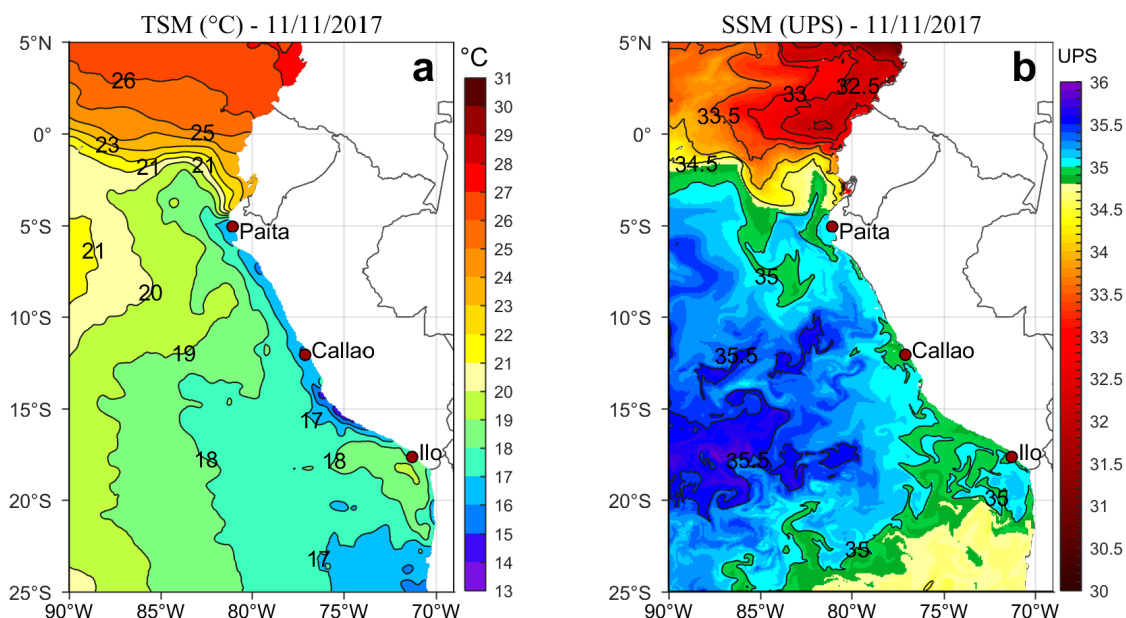 TSM (°C) - 11/11/2017
SSM (UPS) - 11/11/2017
a
b
°C
UPS
5°N
0°
5°S
10°S
15°S
20°S
25°S
90°W
85°W
80°W
75°W
70°W
26
25
23
21
21
21
20
19
18
18
17
17
Paita
Callao
Ilo
31
30
29
28
27
26
25
24
23
22
21
20
19
18
17
16
15
14
13
5°N
0°
5°S
10°S
15°S
20°S
25°S
90°W
85°W
80°W
75°W
70°W
33
32.5
33.5
34.5
35
35.5
35.5
35
35
Paita
Callao
Ilo
36
35.5
35
34.5
34
33.5
33
32.5
32
31.5
31
30.5
30